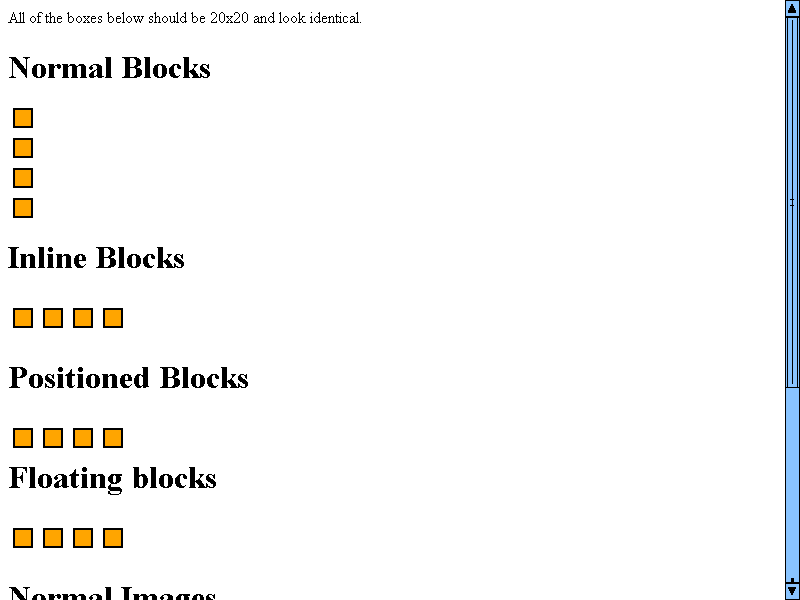 All of the boxes below should be 20x20 and look identical.
Normal Blocks
Inline Blocks
Positioned Blocks
Floating blocks
Normal Images